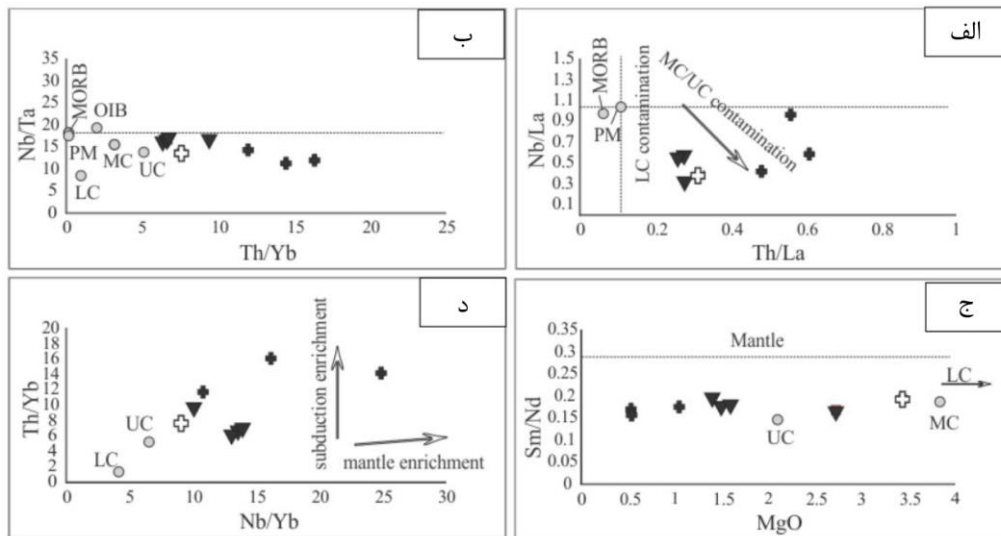 الف
Nb/La
1.5
1.3
1.1
0.9
0.7
0.5
0.3
0.1
MORB
PM
LC contamination
MC/UC contamination
0 0.2 0.4 0.6 0.8 1
Th/La
ب
Nb/Ta
35
30
25
20
15
10
5
0
MORB
OIB
PM
MC
UC
LC
0 5 10 15 20 25
Th/Yb
ج
Sm/Nd
0.35
0.3
0.25
0.2
0.15
0.1
0.05
0
Mantle
LC
UC
MC
0 0.5 1 1.5 2 2.5 3 3.5 4
MgO
د
Th/Yb
20
18
16
14
12
10
8
6
4
2
0
UC
LC
subduction enrichment
mantle enrichment
0 5 10 15 20 25 30
Nb/Yb